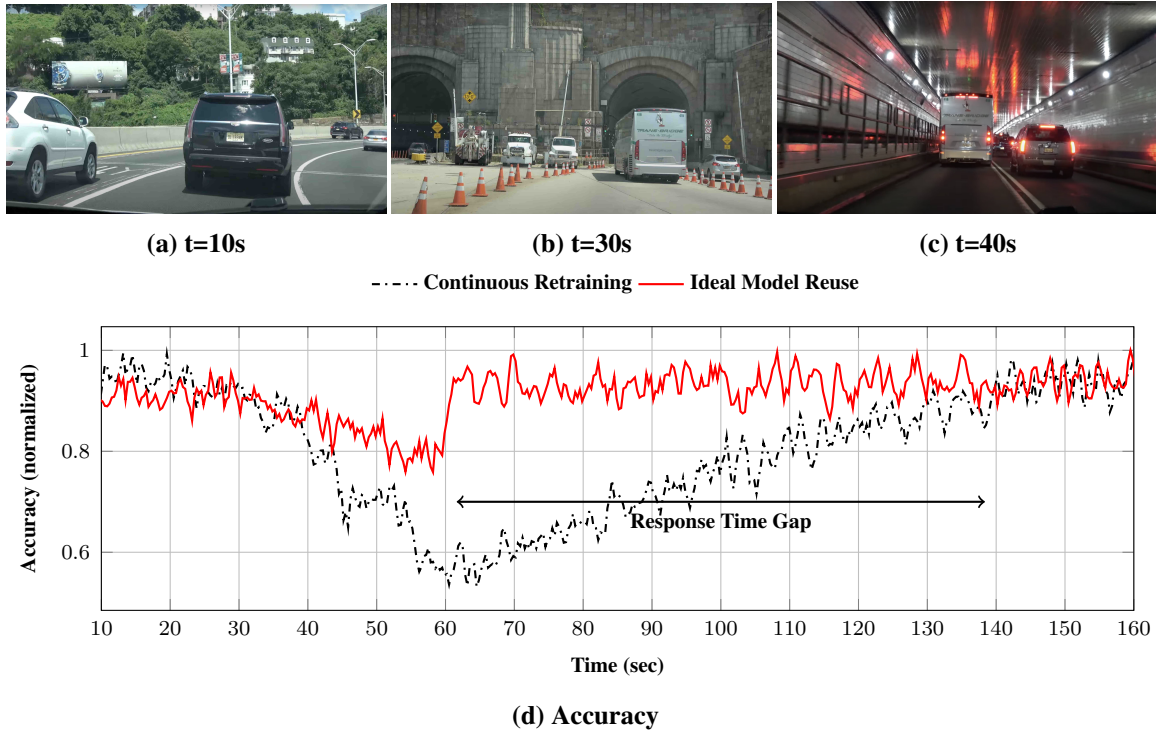 (a) t=10s
(b) t=30s
(c) t=40s
Continuous Retraining
Ideal Model Reuse
Accuracy (normalized)
1
0.8
0.6
Response Time Gap
10 20 30 40 50 60 70 80 90 100 110 120 130 140 150 160
Time (sec)
(d) Accuracy